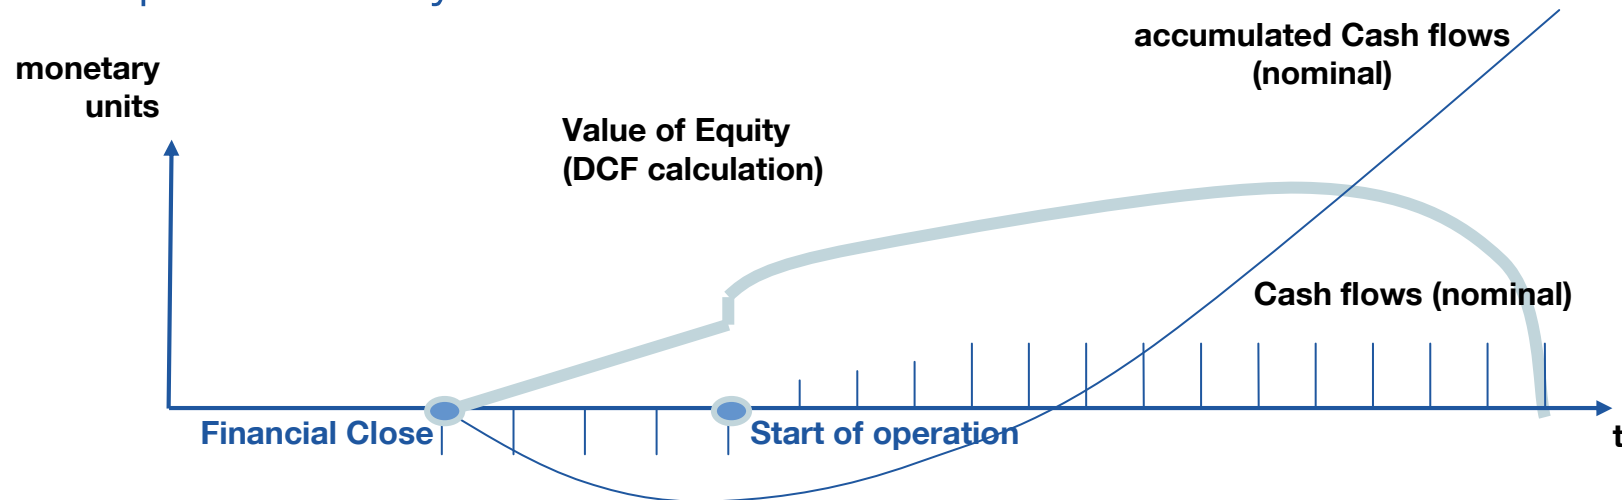 accumulated Cash flows
(nominal)
monetary
units
Value of Equity
(DCF calculation)
Cash flows (nominal)
Financial Close
Start of operation
t